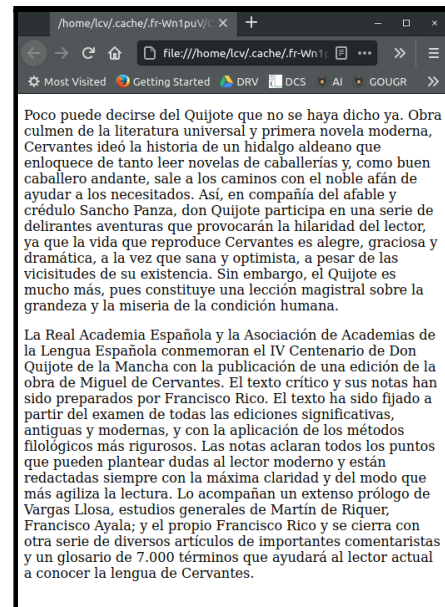 /home/lcv/.cache/.fr-Wn1puV/
file:///home/lcv/.cache/.fr-Wn1p
Most Visited Getting Started DRV DCS AI GOUGR
Poco puede decirse del Quijote que no se haya dicho ya. Obra
culmen de la literatura universal y primera novela moderna,
Cervantes ideó la historia de un hidalgo aldeano que
enloquece de tanto leer novelas de caballerías y, como buen
caballero andante, sale a los caminos con el noble afán de
ayudar a los necesitados. Así, en compañía del afable y
crédulo Sancho Panza, don Quijote participa en una serie de
delirantes aventuras que provocarán la hilaridad del lector,
ya que la vida que reproduce Cervantes es alegre, graciosa y
dramática, a la vez que sana y optimista, a pesar de las
vicisitudes de su existencia. Sin embargo, el Quijote es
mucho más, pues constituye una lección magistral sobre la
grandeza y la miseria de la condición humana.
La Real Academia Española y la Asociación de Academias de
la Lengua Española conmemoran el IV Centenario de Don
Quijote de la Mancha con la publicación de una edición de la
obra de Miguel de Cervantes. El texto crítico y sus notas han
sido preparados por Francisco Rico. El texto ha sido fijado a
partir del examen de todas las ediciones significativas,
antiguas y modernas, y con la aplicación de los métodos
filológicos más rigurosos. Las notas aclaran todos los puntos
que pueden plantear dudas al lector moderno y están
redactadas siempre con la máxima claridad y del modo que
más agiliza la lectura. Lo acompañan un extenso prólogo de
Vargas Llosa, estudios generales de Martín de Riquer,
Francisco Ayala; y el propio Francisco Rico y se cierra con
otra serie de diversos artículos de importantes comentaristas
y un glosario de 7.000 términos que ayudará al lector actual
a conocer la lengua de Cervantes.